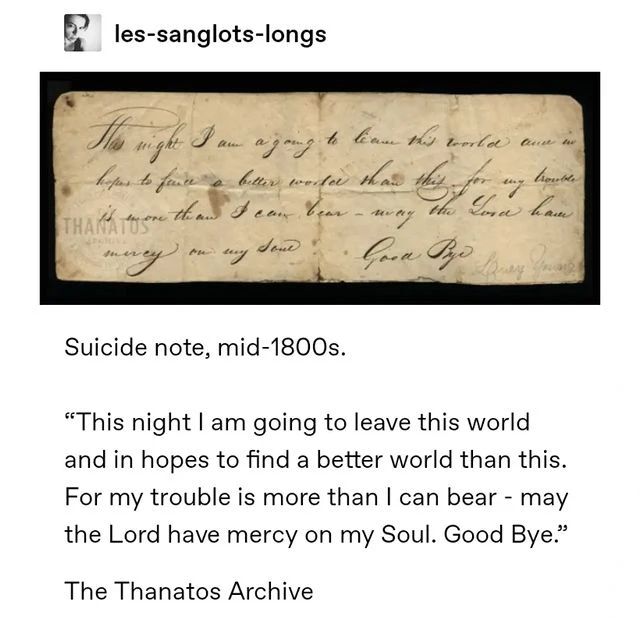 les-sanglots-longs
This night I am agoing to leave this world and in
hopes to find a better world than this. for my trouble
is more than I can bear - may the Lord have
mercy on my Soul Good Bye
THANATOS
Suicide note, mid-1800s.
“This night I am going to leave this world
and in hopes to find a better world than this.
For my trouble is more than I can bear - may
the Lord have mercy on my Soul. Good Bye.”
The Thanatos Archive